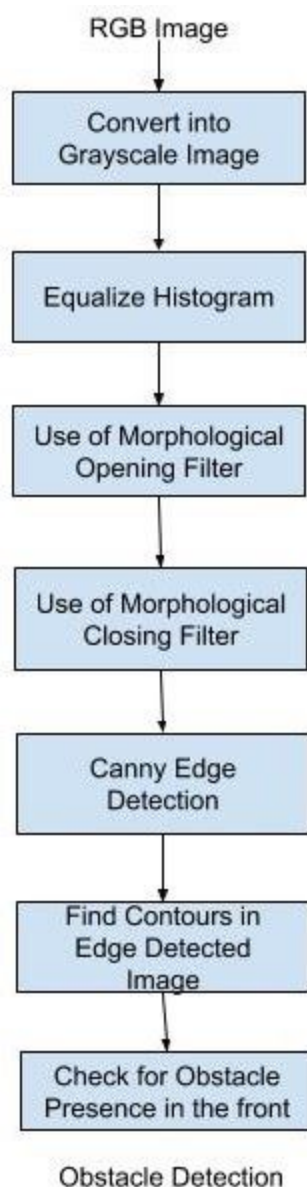 RGB Image
Convert into
Grayscale Image
Equalize Histogram
Use of Morphological
Opening Filter
Use of Morphological
Closing Filter
Canny Edge
Detection
Find Contours in
Edge Detected
Image
Check for Obstacle
Presence in the front
Obstacle Detection